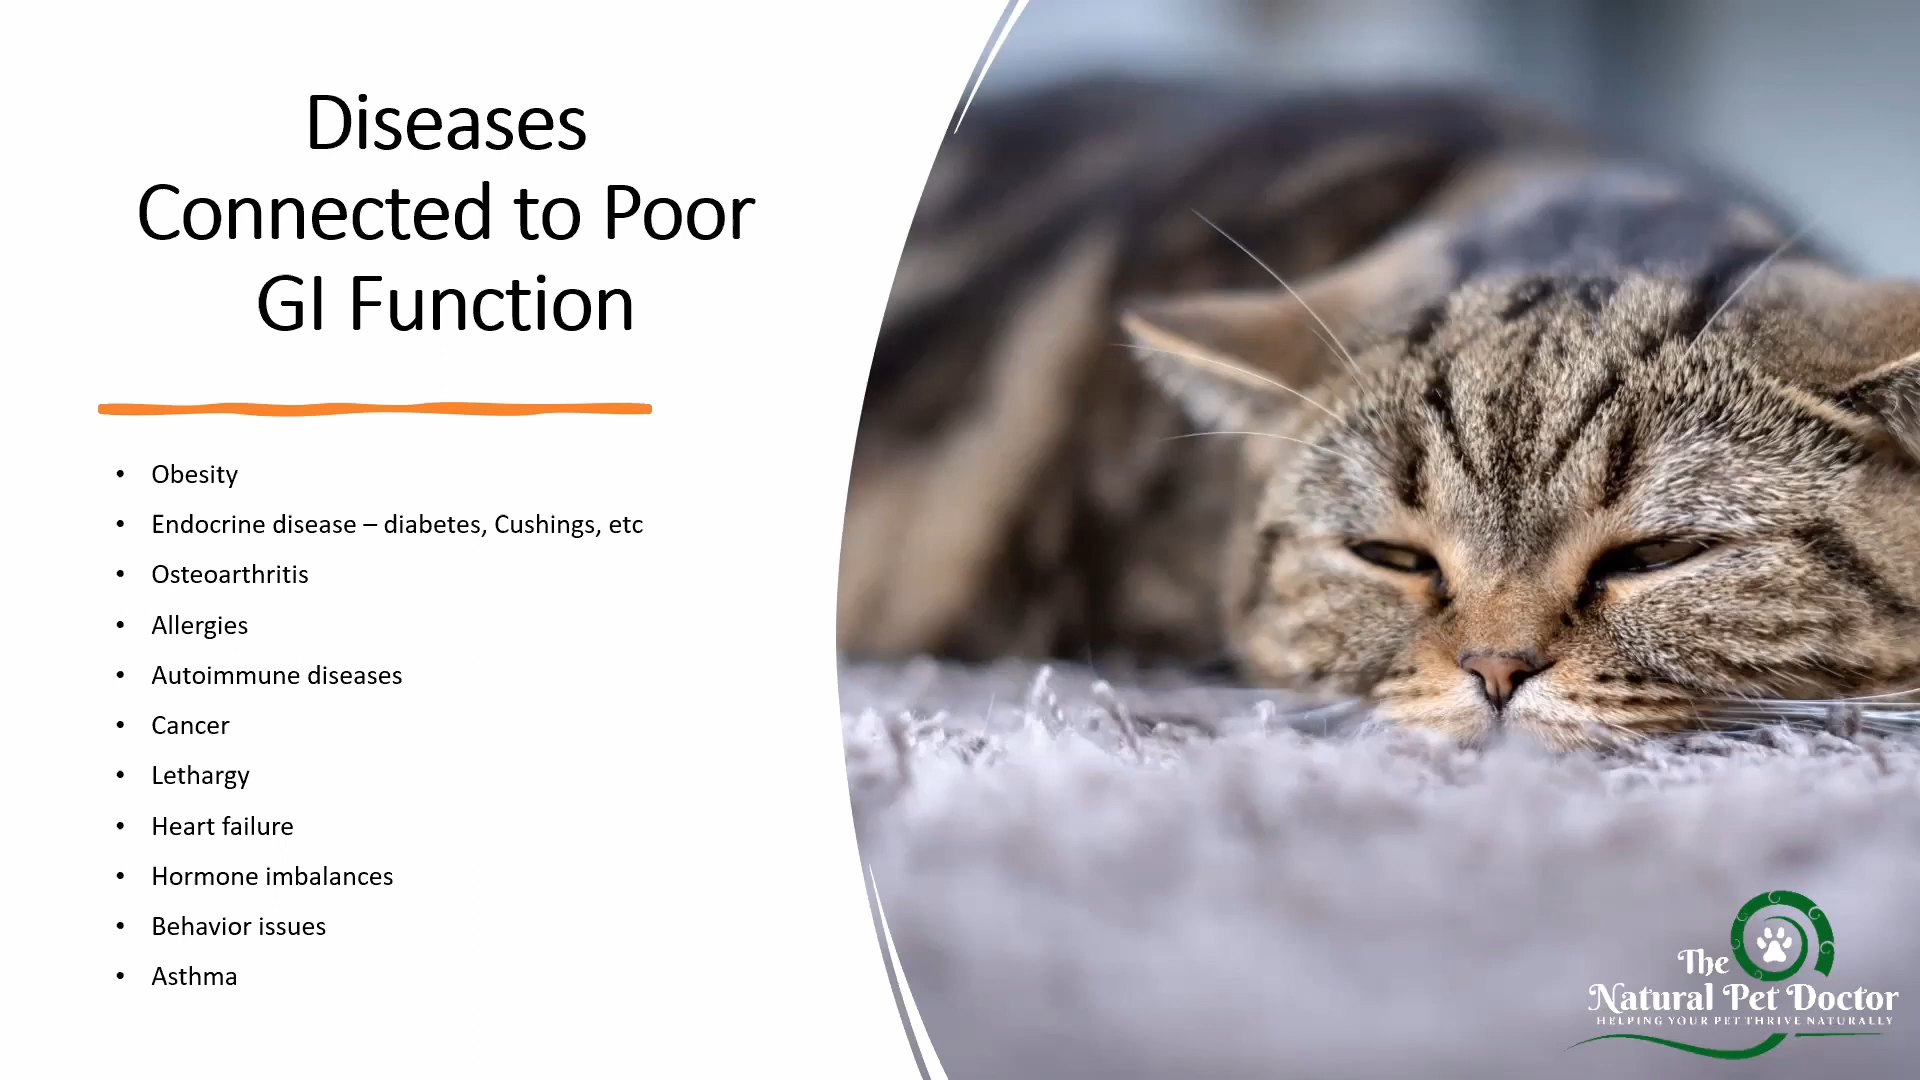 Diseases
Connected to Poor
GI Function
• Obesity
• Endocrine disease – diabetes, Cushings, etc
• Osteoarthritis
• Allergies
• Autoimmune diseases
• Cancer
• Lethargy
• Heart failure
• Hormone imbalances
• Behavior issues
• Asthma
The
Natural Pet Doctor
HELPING YOUR PET THRIVE NATURALLY